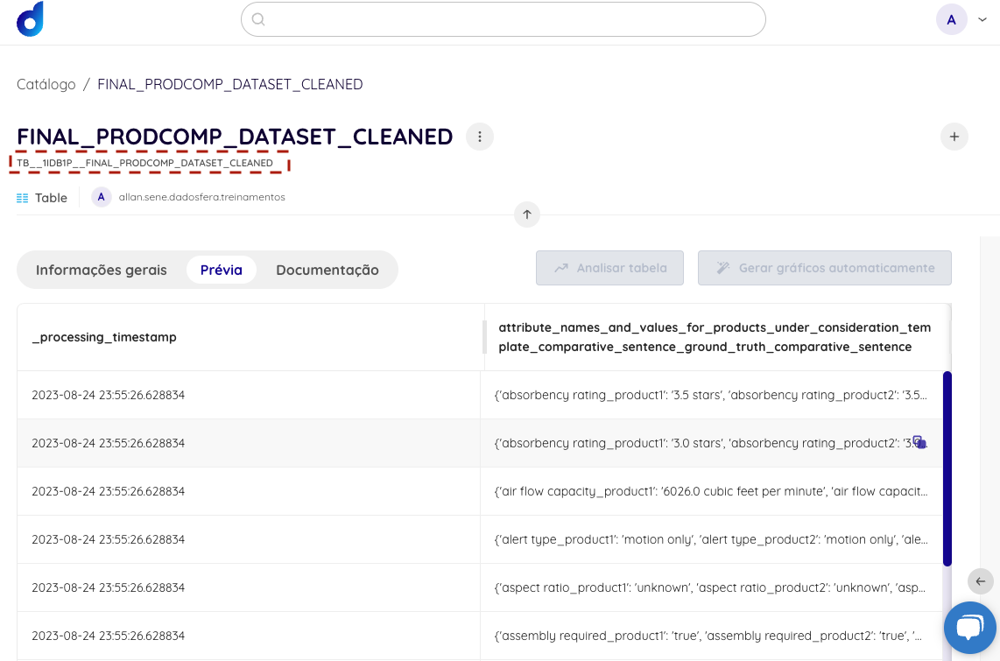 A
Catálogo / FINAL_PRODCOMP_DATASET_CLEANED
FINAL_PRODCOMP_DATASET_CLEANED
TB__1IDB1P__FINAL_PRODCOMP_DATASET_CLEANED
Table A allan.sene.dadosfera.treinamentos
Informações gerais Prévia Documentação Analisar tabela Gerar gráficos automaticamente
_processing_timestamp
attribute_names_and_values_for_products_under_consideration_tem
plate_comparative_sentence_ground_truth_comparative_sentence
2023-08-24 23:55:26.628834 {'absorbency rating_product1': '3.5 stars', 'absorbency rating_product2': '3.5...
2023-08-24 23:55:26.628834 {'absorbency rating_product1': '3.0 stars', 'absorbency rating_product2': '3.0...
2023-08-24 23:55:26.628834 {'air flow capacity_product1': '6026.0 cubic feet per minute', 'air flow capacit...
2023-08-24 23:55:26.628834 {'alert type_product1': 'motion only', 'alert type_product2': 'motion only', 'ale...
2023-08-24 23:55:26.628834 {'aspect ratio_product1': 'unknown', 'aspect ratio_product2': 'unknown', 'asp...
2023-08-24 23:55:26.628834 {'assembly required_product1': 'true', 'assembly required_product2': 'true', '...